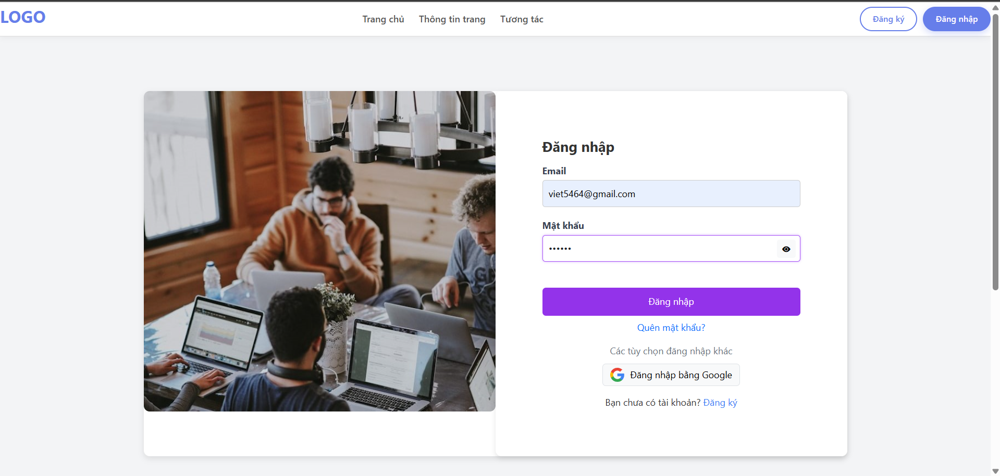 LOGO
Trang chủ
Thông tin trang
Tương tác
Đăng ký
Đăng nhập
Đăng nhập
Email
viet5464@gmail.com
Mật khẩu
••••••
Đăng nhập
Quên mật khẩu?
Các tùy chọn đăng nhập khác
Đăng nhập bằng Google
Bạn chưa có tài khoản? Đăng ký